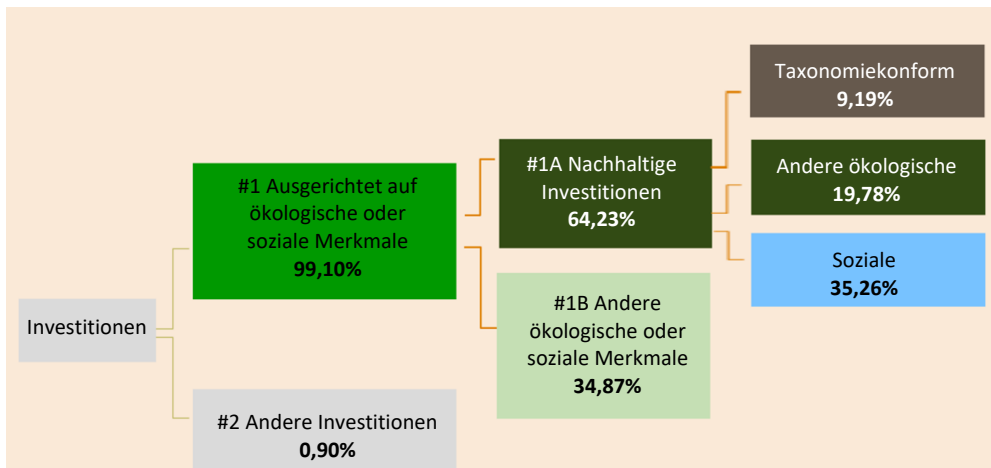 Taxonomiekonform
9,19%
#1A Nachhaltige
Investitionen
64,23%
Andere ökologische
19,78%
#1 Ausgerichtet auf
ökologische oder
soziale Merkmale
99,10%
Soziale
35,26%
#1B Andere
ökologische oder
soziale Merkmale
34,87%
Investitionen
#2 Andere Investitionen
0,90%